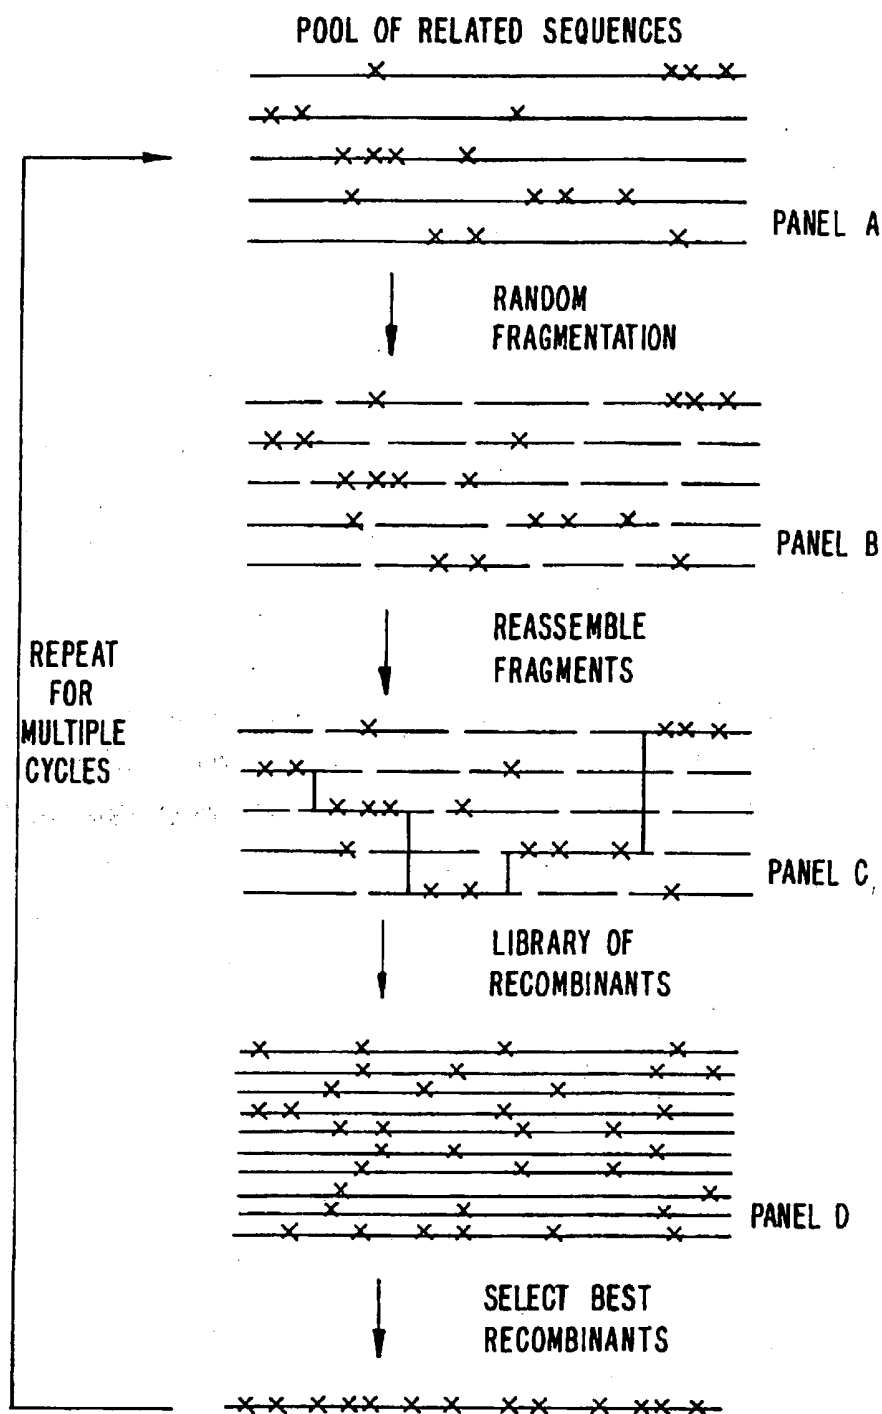 POOL OF RELATED SEQUENCES
PANEL A
RANDOM
FRAGMENTATION
PANEL B
REASSEMBLE
FRAGMENTS
REPEAT
FOR
MULTIPLE
CYCLES
PANEL C
LIBRARY OF
RECOMBINANTS
PANEL D
SELECT BEST
RECOMBINANTS